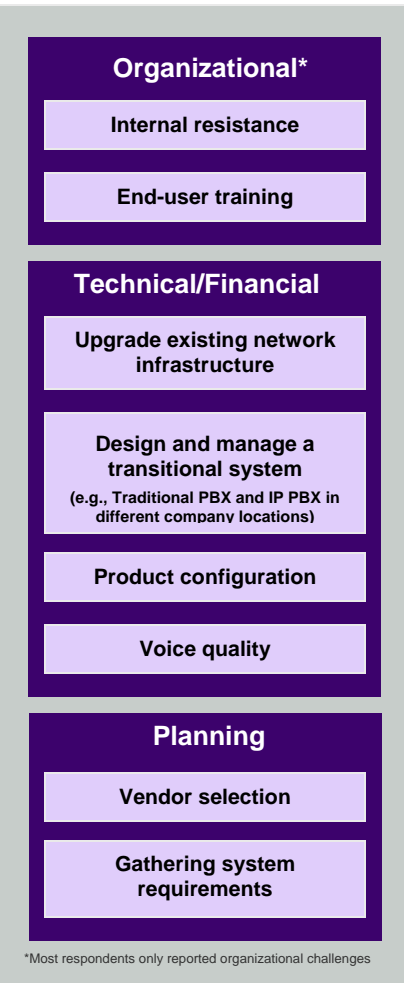 Organizational*
Internal resistance
End-user training
Technical/Financial
Upgrade existing network
infrastructure
Design and manage a
transitional system
(e.g., Traditional PBX and IP PBX in
different company locations)
Product configuration
Voice quality
Planning
Vendor selection
Gathering system
requirements
*Most respondents only reported organizational challenges